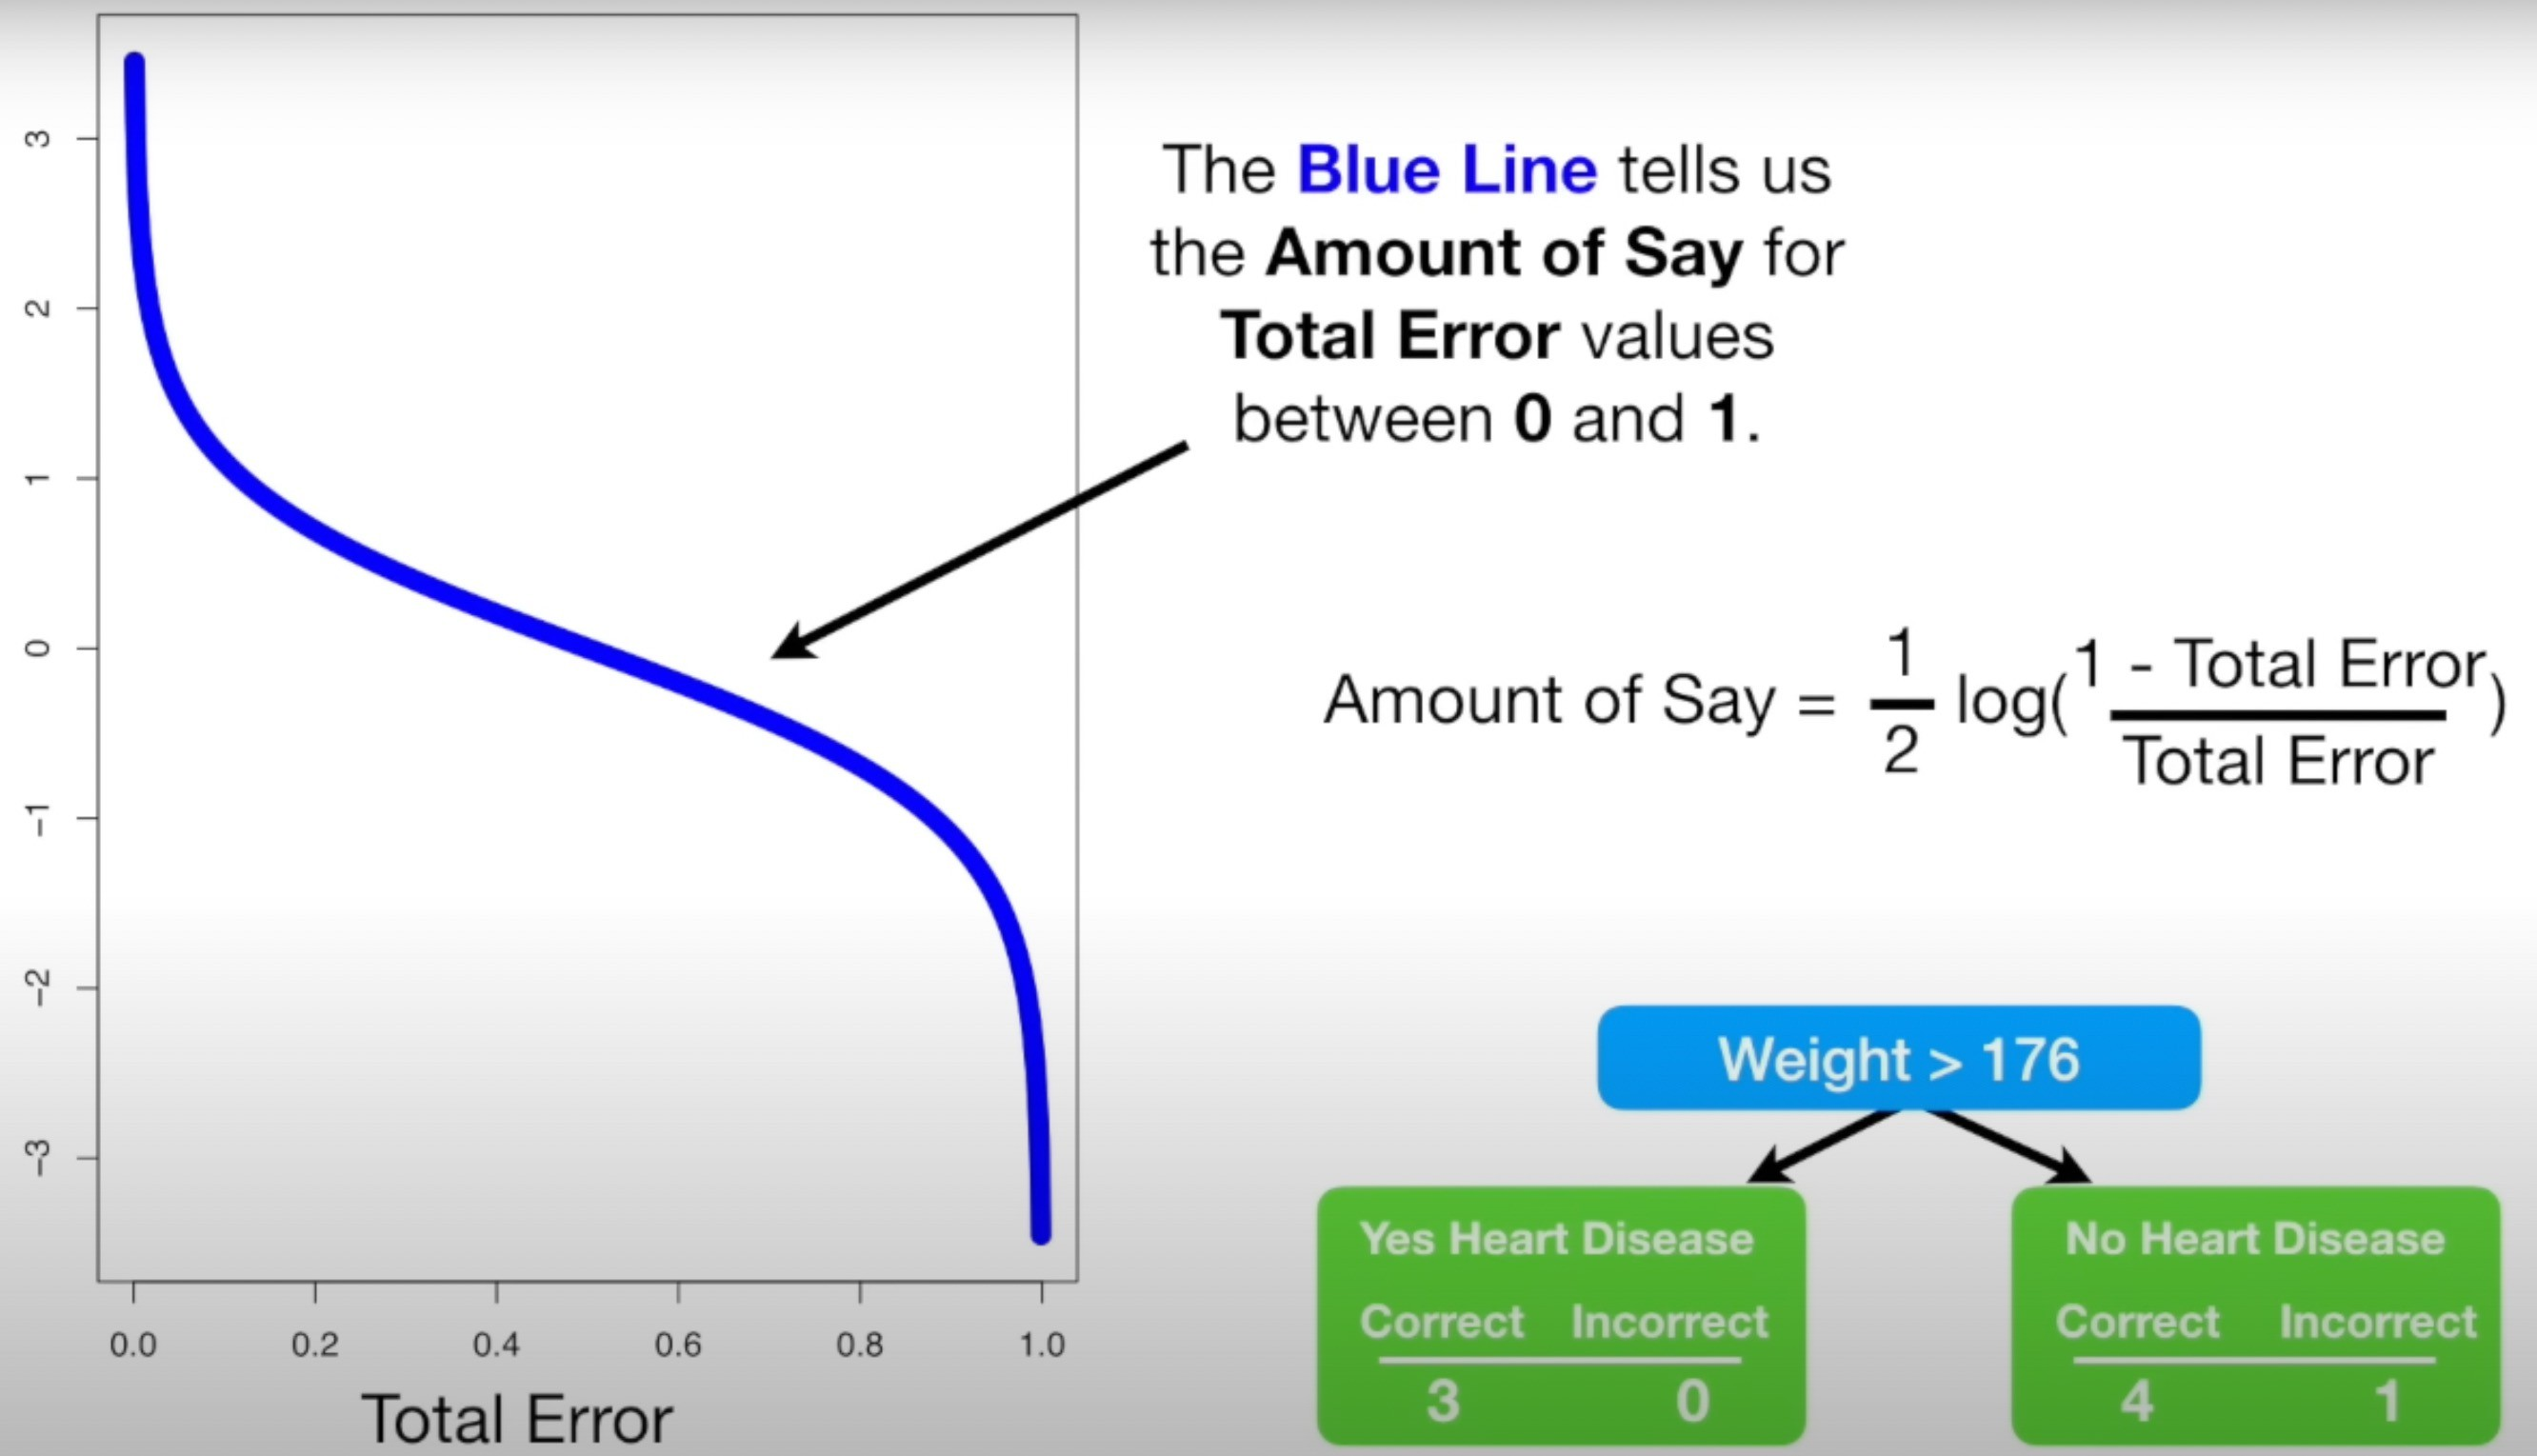 3
2
1
0
-1
-2
-3
0.0 0.2 0.4 0.6 0.8 1.0
Total Error
The Blue Line tells us
the Amount of Say for
Total Error values
between 0 and 1.
Amount of Say = 1/2 log(1 - Total Error / Total Error)
Weight > 176
Yes Heart Disease
Correct Incorrect
3 0
No Heart Disease
Correct Incorrect
4 1